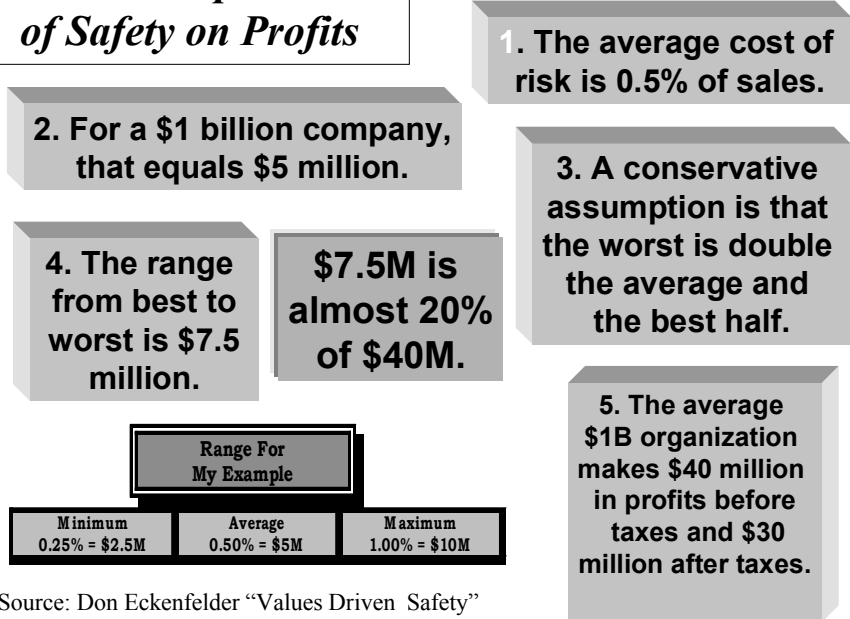 of Safety on Profits
1. The average cost of
risk is 0.5% of sales.
2. For a $1 billion company,
that equals $5 million.
3. A conservative
assumption is that
the worst is double
the average and
the best half.
4. The range
from best to
worst is $7.5
million.
$7.5M is
almost 20%
of $40M.
5. The average
$1B organization
makes $40 million
in profits before
taxes and $30
million after taxes.
Range For
My Example
Minimum
0.25% = $2.5M
Average
0.50% = $5M
Maximum
1.00% = $10M
Source: Don Eckenfelder “Values Driven Safety”